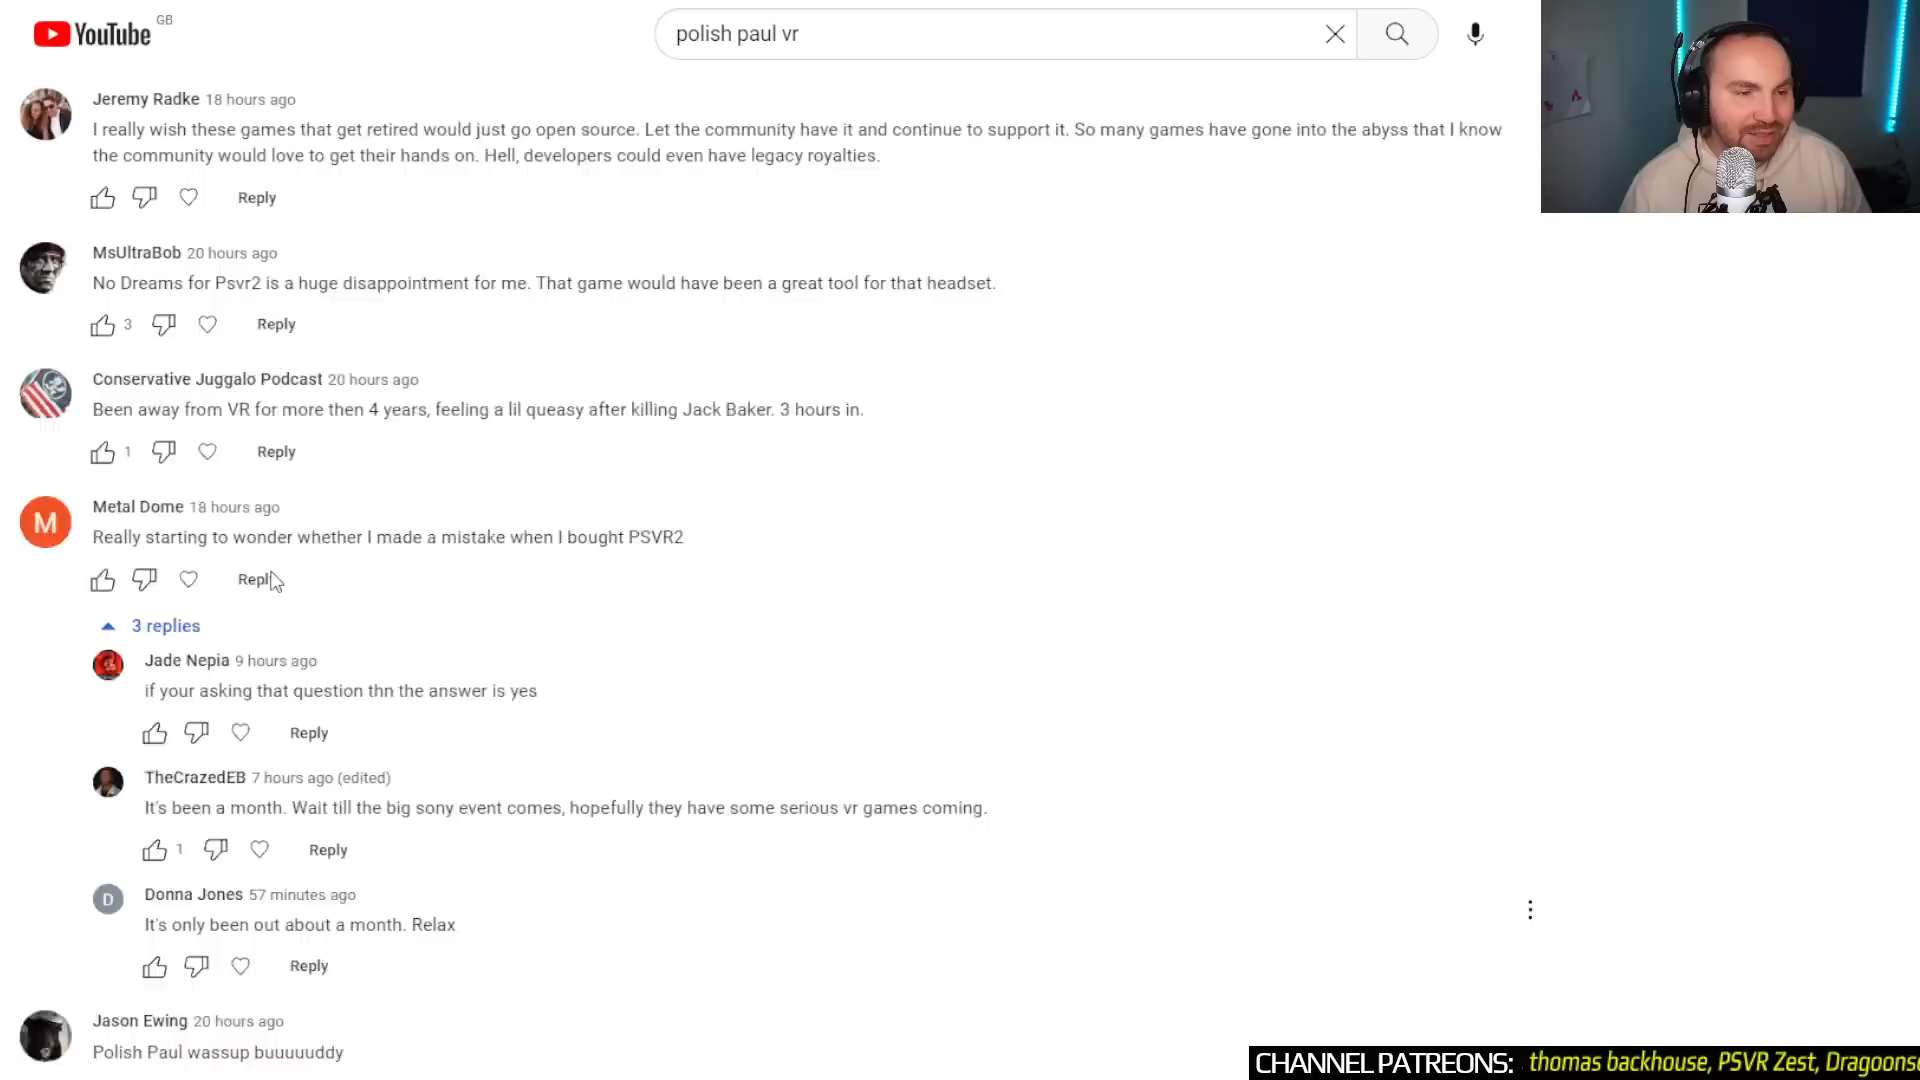 YouTube GB
polish paul vr
Jeremy Radke 18 hours ago
I really wish these games that get retired would just go open source. Let the community have it and continue to support it. So many games have gone into the abyss that I know
the community would love to get their hands on. Hell, developers could even have legacy royalties.
Reply
MsUltraBob 20 hours ago
No Dreams for Psvr2 is a huge disappointment for me. That game would have been a great tool for that headset.
3 Reply
Conservative Juggalo Podcast 20 hours ago
Been away from VR for more then 4 years, feeling a lil queasy after killing Jack Baker. 3 hours in.
1 Reply
M
Metal Dome 18 hours ago
Really starting to wonder whether I made a mistake when I bought PSVR2
Reply
3 replies
Jade Nepia 9 hours ago
if your asking that question thn the answer is yes
Reply
TheCrazedEB 7 hours ago (edited)
It's been a month. Wait till the big sony event comes, hopefully they have some serious vr games coming.
1 Reply
D
Donna Jones 57 minutes ago
It's only been out about a month. Relax
Reply
Jason Ewing 20 hours ago
Polish Paul wassup buuuuuddy
CHANNEL PATREONS: thomas backhouse, PSVR Zest, Dragoons